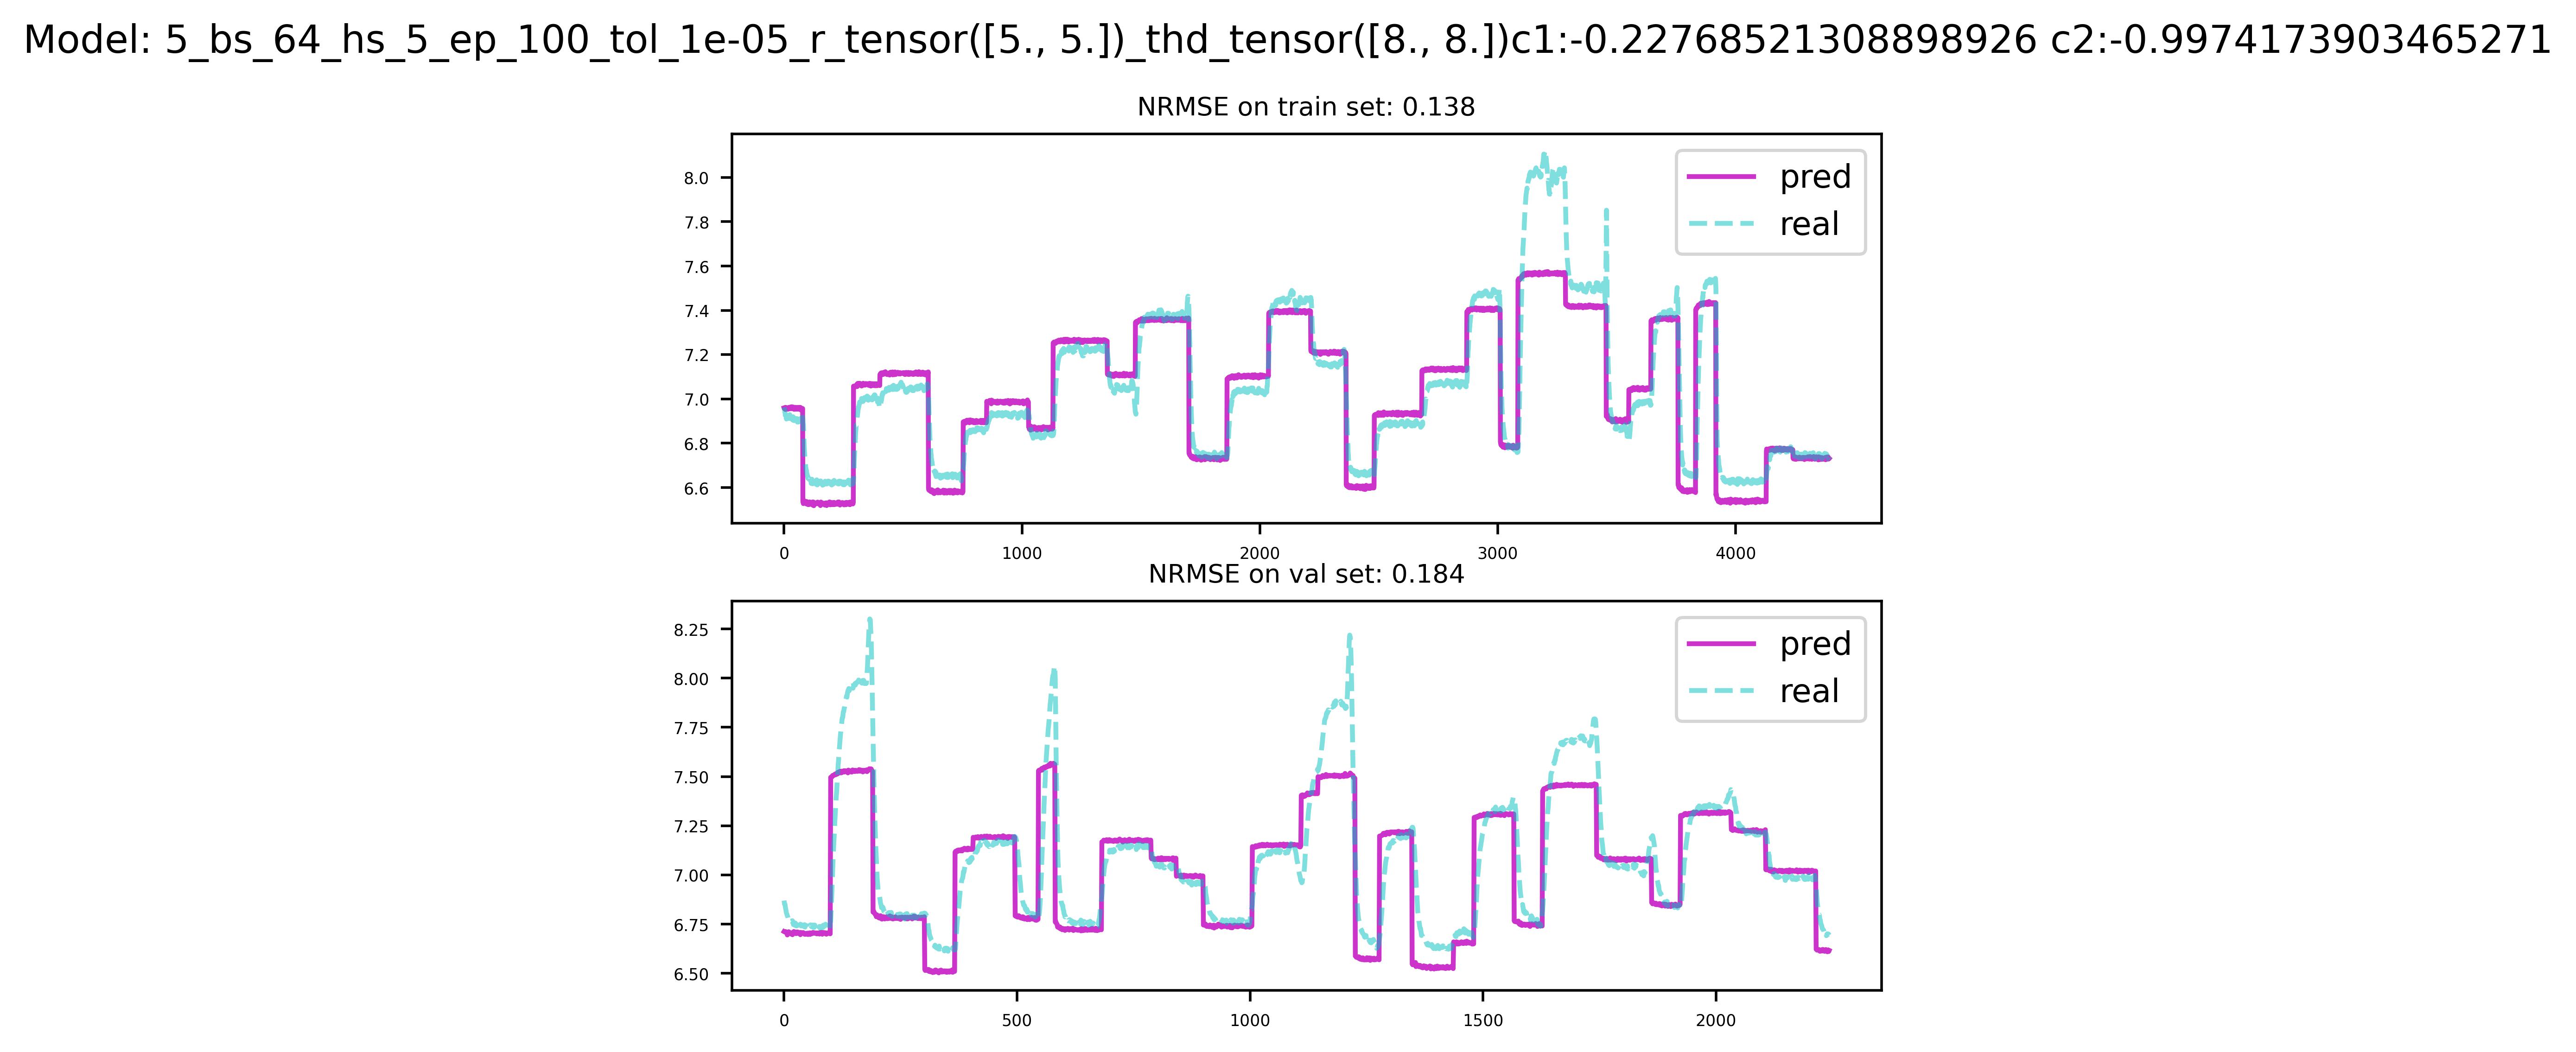 Model: 5_bs_64_hs_5_ep_100_tol_1e-05_r_tensor([5., 5.])_thd_tensor([8., 8.])c1:-0.22768521308898926 c2:-0.9974173903465271
NRMSE on train set: 0.138
8.0
7.8
7.6
7.4
7.2
7.0
6.8
6.6
pred
real
0 1000 2000 3000 4000
NRMSE on val set: 0.184
8.25
8.00
7.75
7.50
7.25
7.00
6.75
6.50
pred
real
0 500 1000 1500 2000